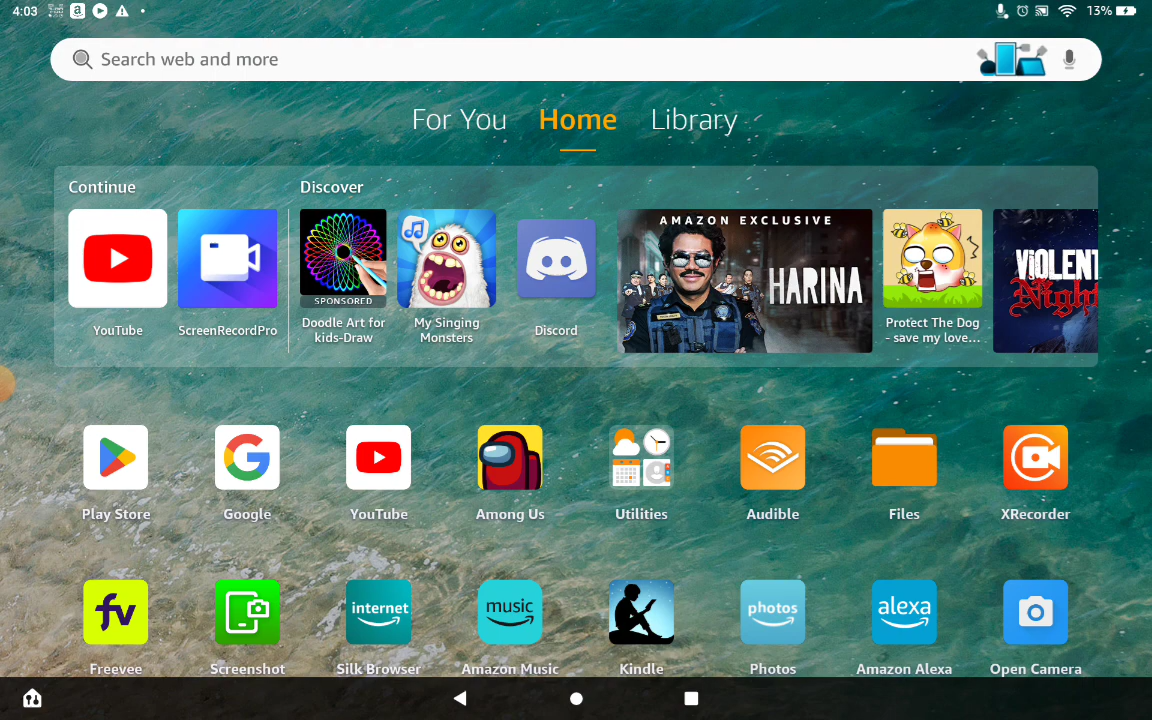 4:03
13%
Search web and more
For You Home Library
Continue
Discover
SPONSORED
AMAZON EXCLUSIVE
HARINA
VIOLENT
Night
YouTube
ScreenRecordPro
Doodle Art for
kids-Draw
My Singing
Monsters
Discord
Protect The Dog
- save my love...
Play Store
Google
YouTube
Among Us
Utilities
Audible
Files
XRecorder
fv
internet
music
photos
alexa
Freevee
Screenshot
Silk Browser
Amazon Music
Kindle
Photos
Amazon Alexa
Open Camera